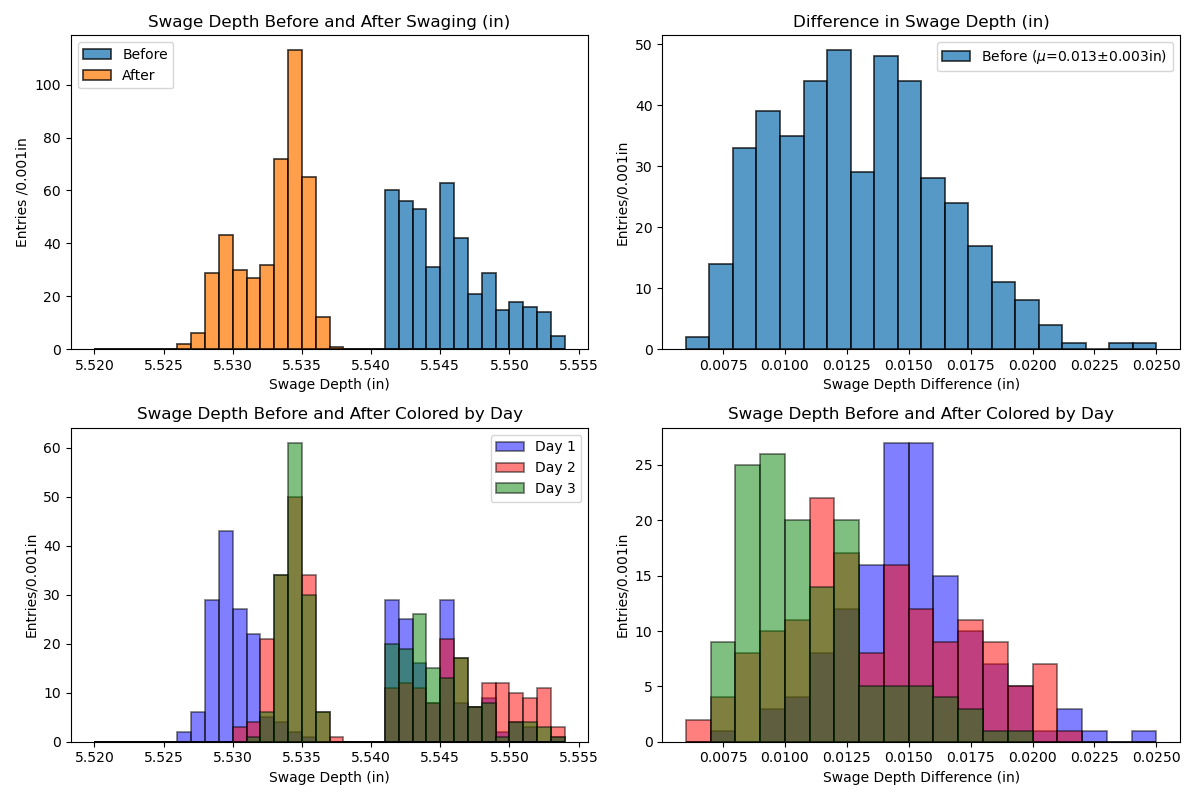 Swage Depth Before and After Swaging (in)
Entries /0.001in
Before
After
0
20
40
60
80
100
5.520 5.525 5.530 5.535 5.540 5.545 5.550 5.555
Swage Depth (in)
Difference in Swage Depth (in)
Entries/0.001in
Before (μ=0.013±0.003in)
50
40
30
20
10
0
0.0075 0.0100 0.0125 0.0150 0.0175 0.0200 0.0225 0.0250
Swage Depth Difference (in)
Swage Depth Before and After Colored by Day
Entries/0.001in
Day 1
Day 2
Day 3
60
50
40
30
20
10
0
5.520 5.525 5.530 5.535 5.540 5.545 5.550 5.555
Swage Depth (in)
Swage Depth Before and After Colored by Day
Entries/0.001in
25
20
15
10
5
0
0.0075 0.0100 0.0125 0.0150 0.0175 0.0200 0.0225 0.0250
Swage Depth Difference (in)